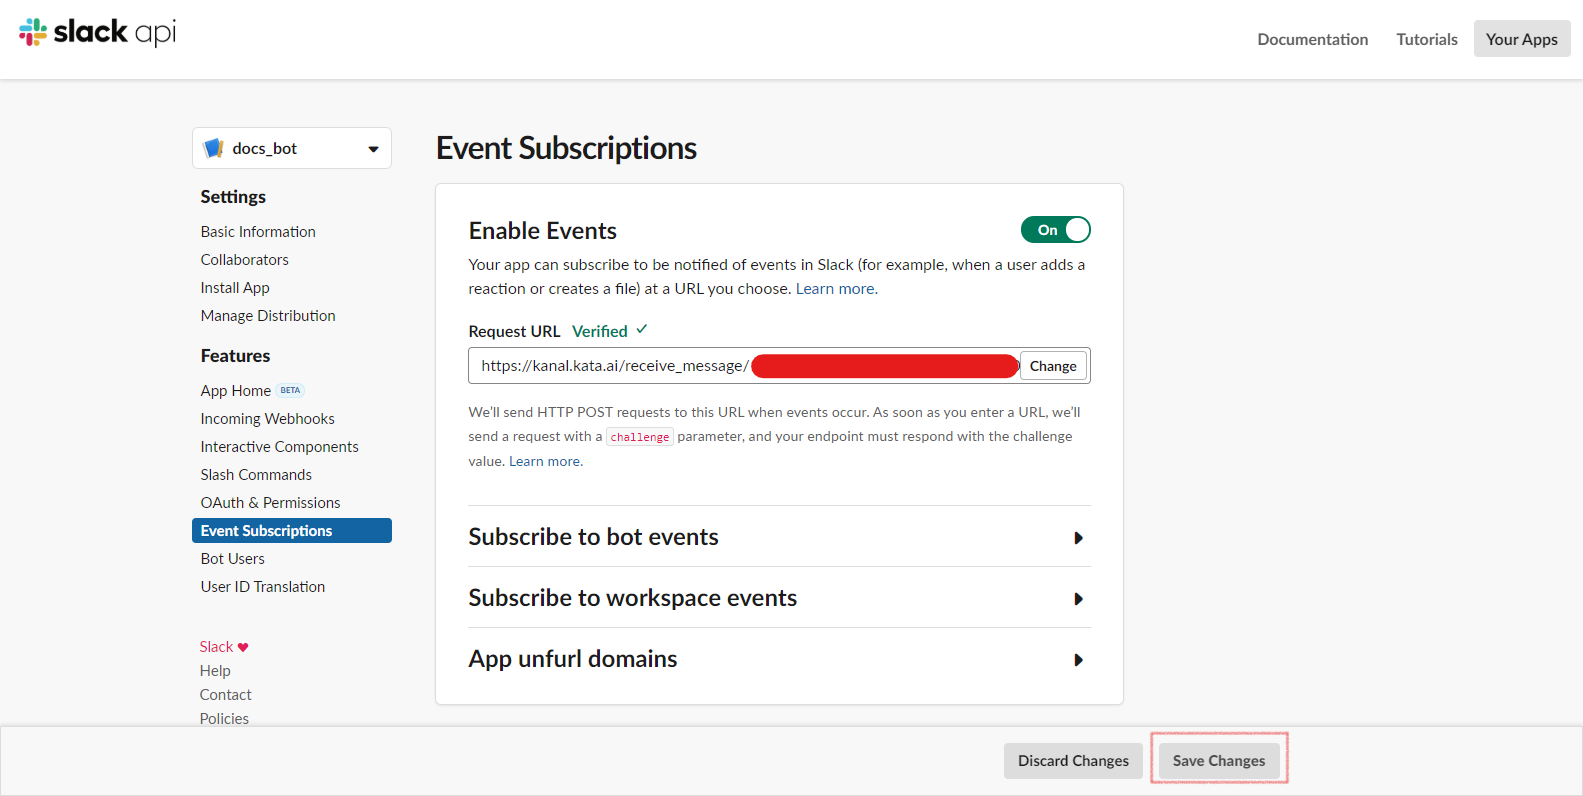 slack api
Documentation
Tutorials
Your Apps
docs_bot
Settings
Basic Information
Collaborators
Install App
Manage Distribution
Features
App Home BETA
Incoming Webhooks
Interactive Components
Slash Commands
OAuth & Permissions
Event Subscriptions
Bot Users
User ID Translation
Slack ♥
Help
Contact
Policies
Event Subscriptions
Enable Events
On
Your app can subscribe to be notified of events in Slack (for example, when a user adds a
reaction or creates a file) at a URL you choose. Learn more.
Request URL Verified ✓
https://kanal.kata.ai/receive_message/
Change
We’ll send HTTP POST requests to this URL when events occur. As soon as you enter a URL, we’ll
send a request with a challenge parameter, and your endpoint must respond with the challenge
value. Learn more.
Subscribe to bot events
Subscribe to workspace events
App unfurl domains
Discard Changes
Save Changes